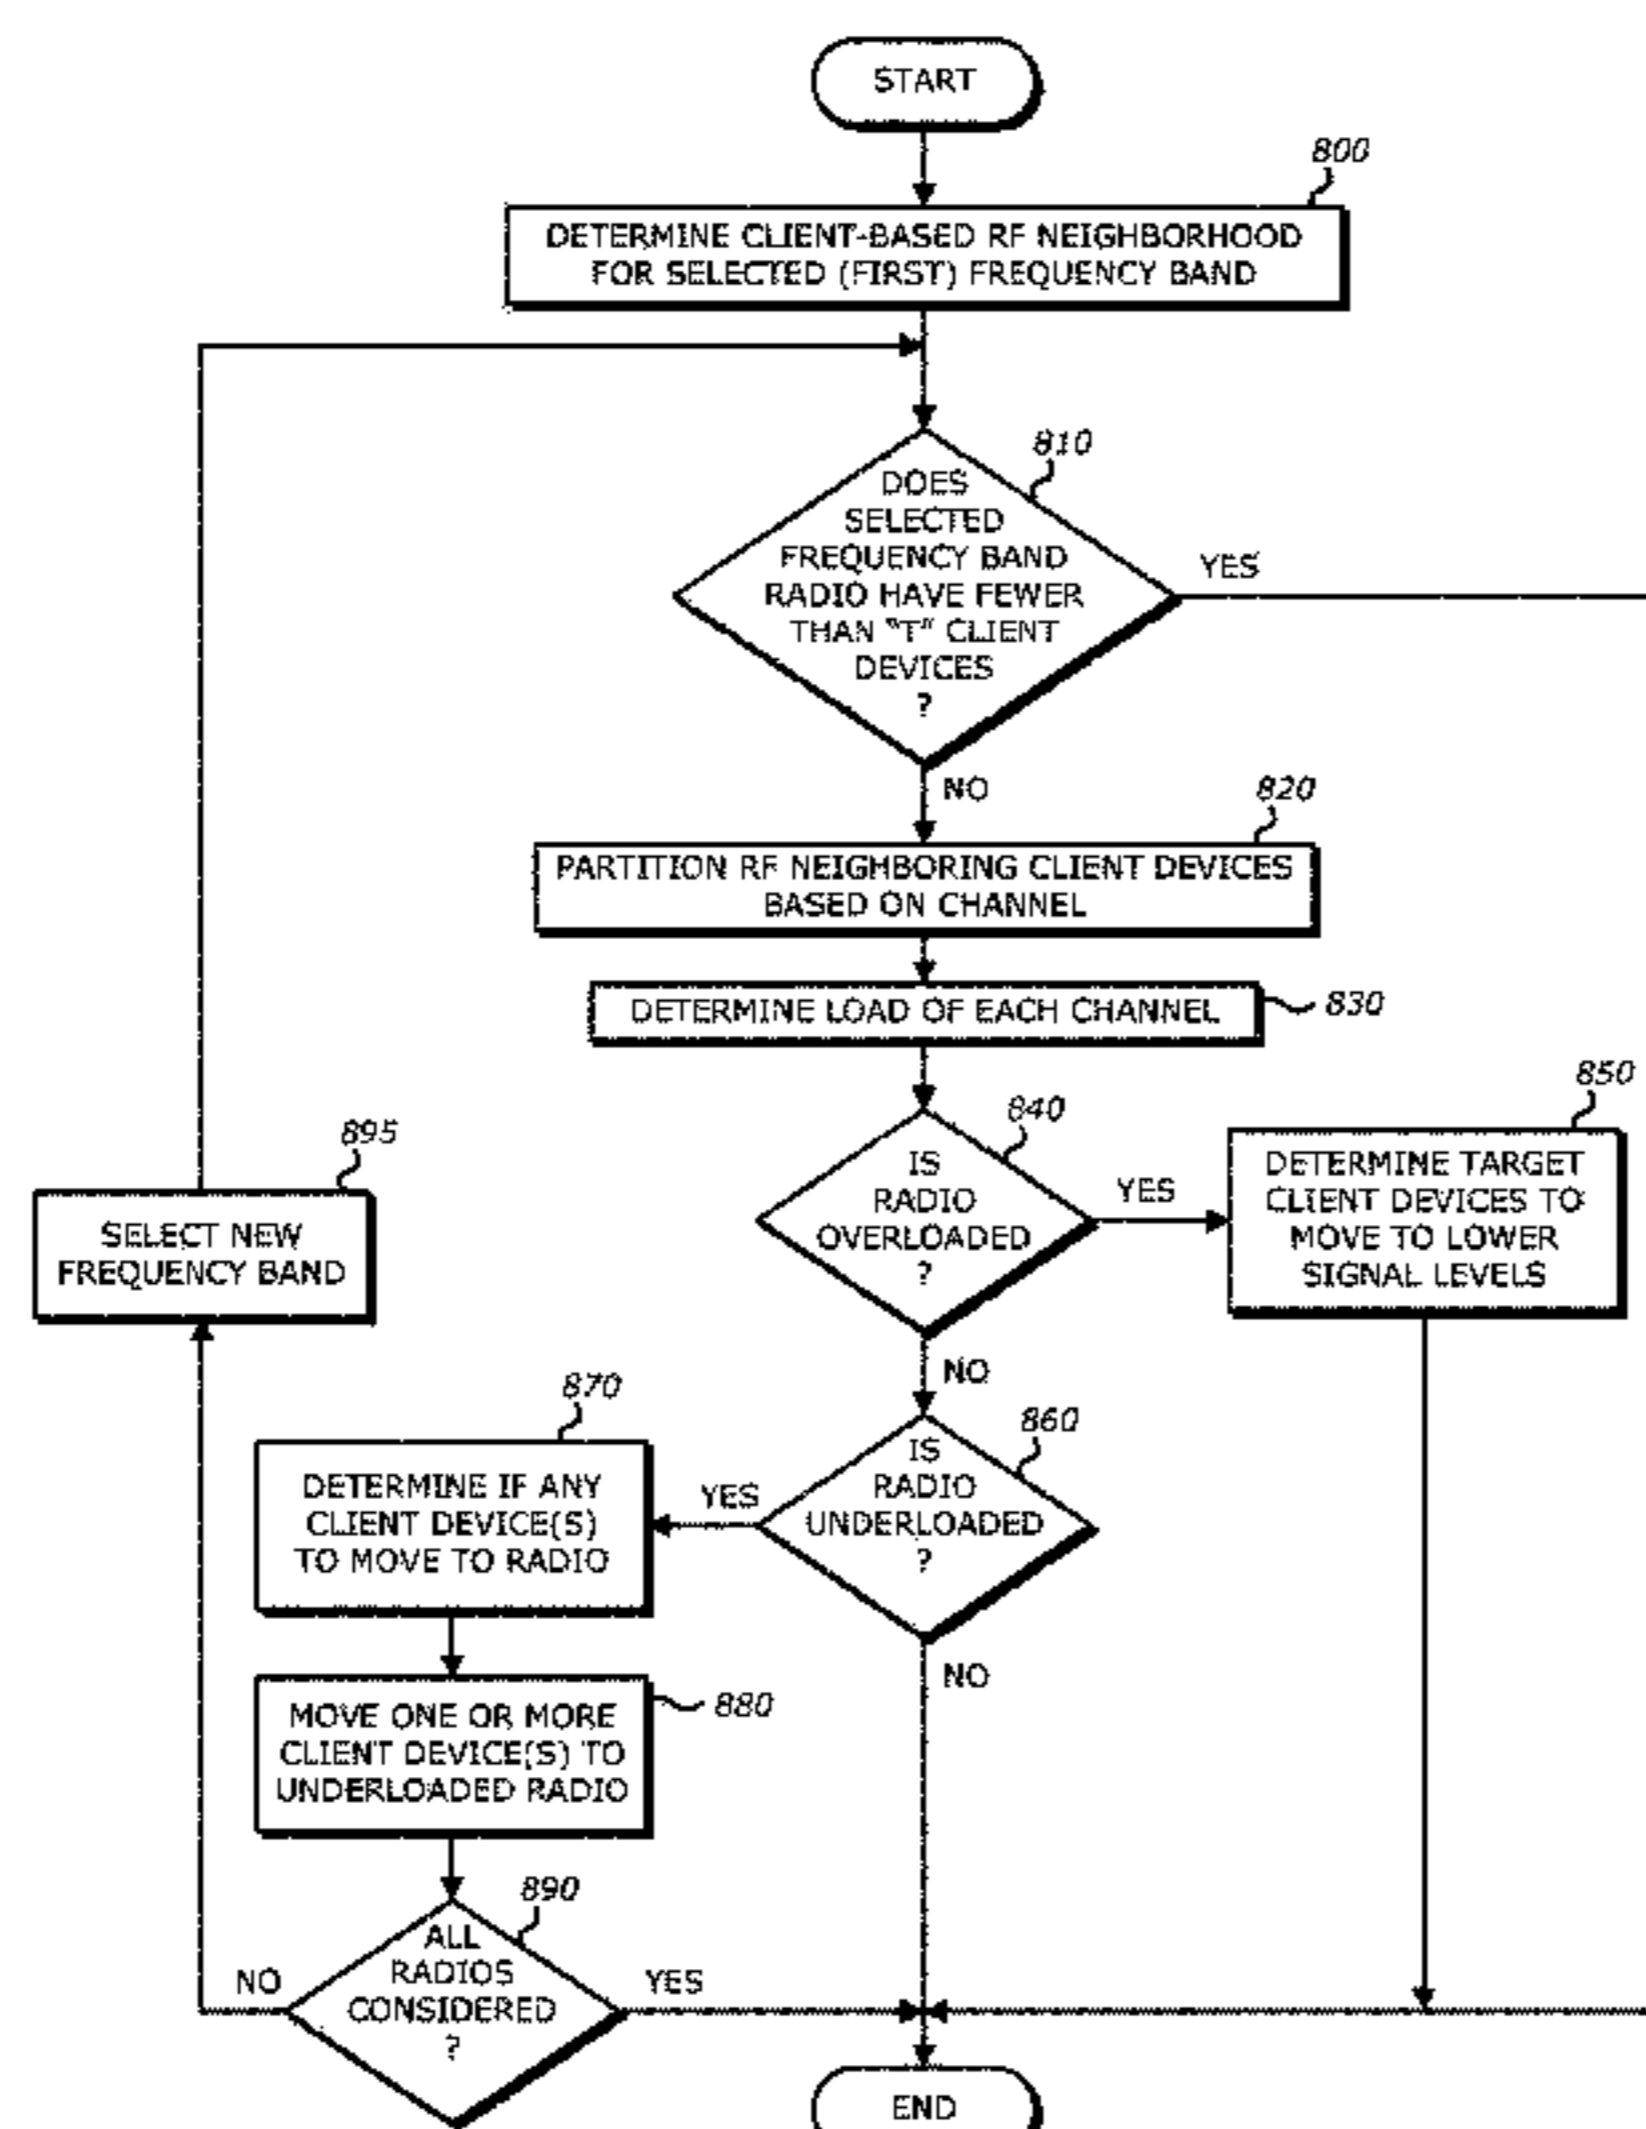 START
800
DETERMINE CLIENT-BASED RF NEIGHBORHOOD
FOR SELECTED (FIRST) FREQUENCY BAND
810
DOES
SELECTED
FREQUENCY BAND
RADIO HAVE FEWER
THAN "T" CLIENT
DEVICES
?
YES
NO
820
PARTITION RF NEIGHBORING CLIENT DEVICES
BASED ON CHANNEL
DETERMINE LOAD OF EACH CHANNEL
830
840
IS
RADIO
OVERLOADED
?
YES
850
DETERMINE TARGET
CLIENT DEVICES TO
MOVE TO LOWER
SIGNAL LEVELS
895
SELECT NEW
FREQUENCY BAND
NO
860
IS
RADIO
UNDERLOADED
?
YES
870
DETERMINE IF ANY
CLIENT DEVICE(S)
TO MOVE TO RADIO
NO
880
MOVE ONE OR MORE
CLIENT DEVICE(S) TO
UNDERLOADED RADIO
890
ALL
RADIOS
CONSIDERED
?
NO
YES
END